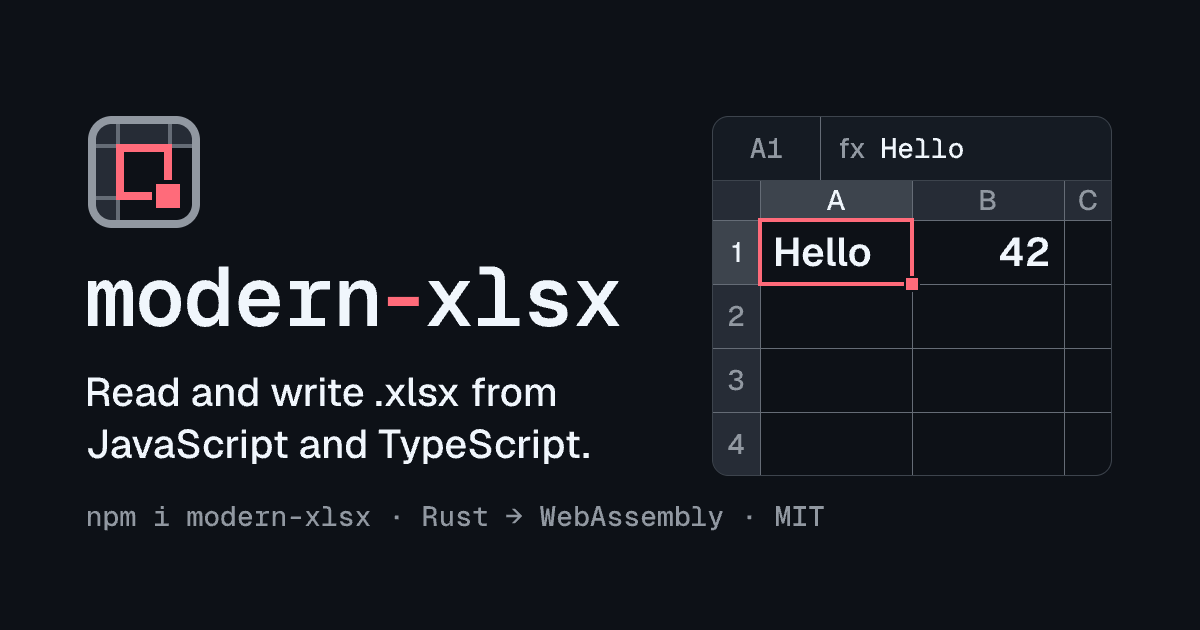 modern-xlsx
Read and write .xlsx from
JavaScript and TypeScript.
npm i modern-xlsx · Rust → WebAssembly · MIT
A1 fx Hello
A B C
1 Hello 42
2
3
4